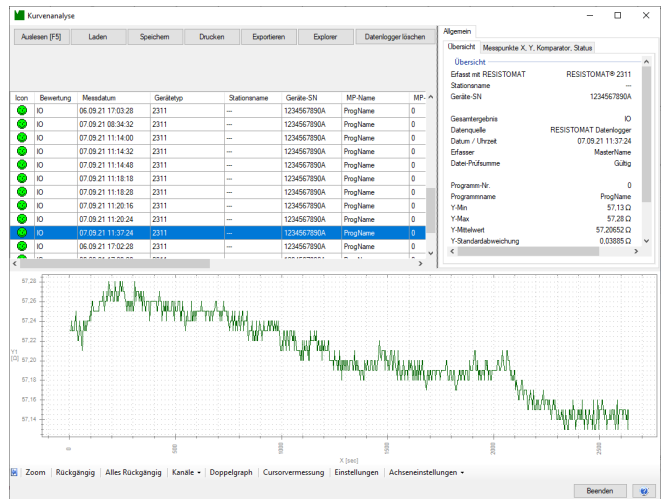 Kurvenanalyse
Auslesen [F5] Laden Speichern Drucken Exportieren Explorer Datenlogger löschen
Icon Bewertung Messdatum Gerätetyp Stationsname Geräte-SN MP-Name MP-
IO 06.09.21 17:03:28 2311 --- 1234567890A ProgName 0
IO 07.09.21 08:34:32 2311 --- 1234567890A ProgName 0
IO 07.09.21 11:14:00 2311 --- 1234567890A ProgName 0
IO 07.09.21 11:14:32 2311 --- 1234567890A ProgName 0
IO 07.09.21 11:14:48 2311 --- 1234567890A ProgName 0
IO 07.09.21 11:18:18 2311 --- 1234567890A ProgName 0
IO 07.09.21 11:18:28 2311 --- 1234567890A ProgName 0
IO 07.09.21 11:20:16 2311 --- 1234567890A ProgName 0
IO 07.09.21 11:20:24 2311 --- 1234567890A ProgName 0
IO 07.09.21 11:37:24 2311 --- 1234567890A ProgName 0
IO 06.09.21 17:02:28 2311 --- 1234567890A ProgName 0
Allgemein
Übersicht Messpunkte X, Y, Komparator, Status
Übersicht
Erfasst mit RESISTOMAT RESISTOMAT® 2311
Stationsname ---
Geräte-SN 1234567890A
Gesamtergebnis IO
Datenquelle RESISTOMAT Datenlogger
Datum / Uhrzeit 07.09.21 11:37:24
Erfasser MasterName
Datei-Prüfsumme Gültig
Programm-Nr. 0
Programmname ProgName
Y-Min 57,13 Ω
Y-Max 57,28 Ω
Y-Mittelwert 57,20652 Ω
Y-Standardabweichung 0,03885 Ω
57,28
57,26
57,24
57,22
Y1
[Ω] 57,20
57,18
57,16
57,14
0 500 1000 1500 2000 2500
X [sec]
Zoom Rückgängig Alles Rückgängig Kanäle Doppelgraph Cursorvermessung Einstellungen Achseneinstellungen
Beenden